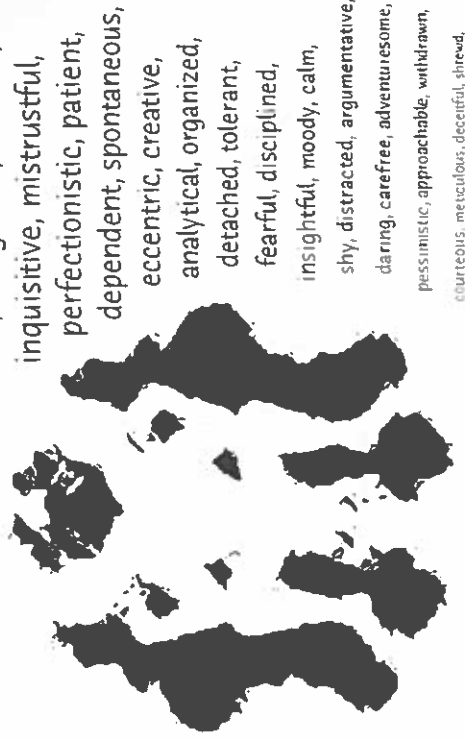 inquisitive, mistrustful,
perfectionistic, patient,
dependent, spontaneous,
eccentric, creative,
analytical, organized,
detached, tolerant,
fearful, disciplined,
insightful, moody, calm,
shy, distracted, argumentative,
daring, carefree, adventuresome,
pessimistic, approachable, withdrawn,
courteous, meticulous, deceitful, shrewd,